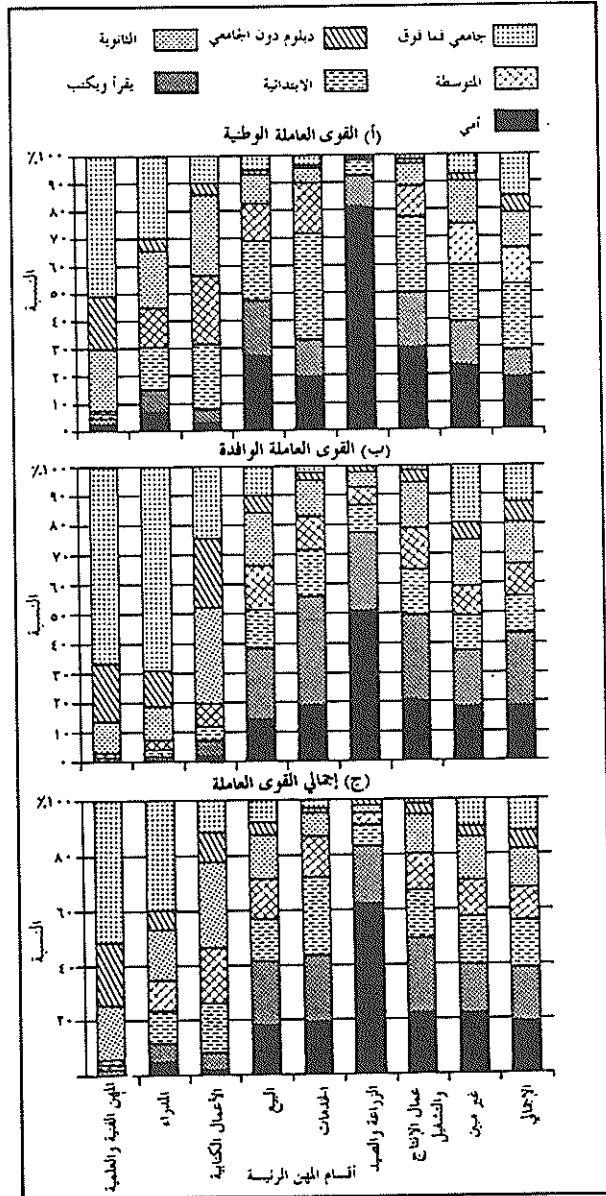 جامعي فما فوق دبلوم دون الجامعي الثانوية
المتوسطة الابتدائية يقرأ ويكتب
أمي
(أ) القوى العاملة الوطنية
٪١٠٠
٩٠
٨٠
٧٠
٦٠
٥٠
٤٠
٣٠
٢٠
١٠
٠
النسبة
(ب) القوى العاملة الوافدة
٪١٠٠
٩٠
٨٠
٧٠
٦٠
٥٠
٤٠
٣٠
٢٠
١٠
٠
النسبة
(ج) إجمالي القوى العاملة
٪١٠٠
٨٠
٦٠
٤٠
٢٠
النسبة
المهن الفنية والعلمية
المدراء
الأعمال الكتابية
البيع
الخدمات
الزراعة والصيد
عمال الإنتاج
والتشغيل
غير مبين
الإجمالي
أقسام المهن الرئيسة